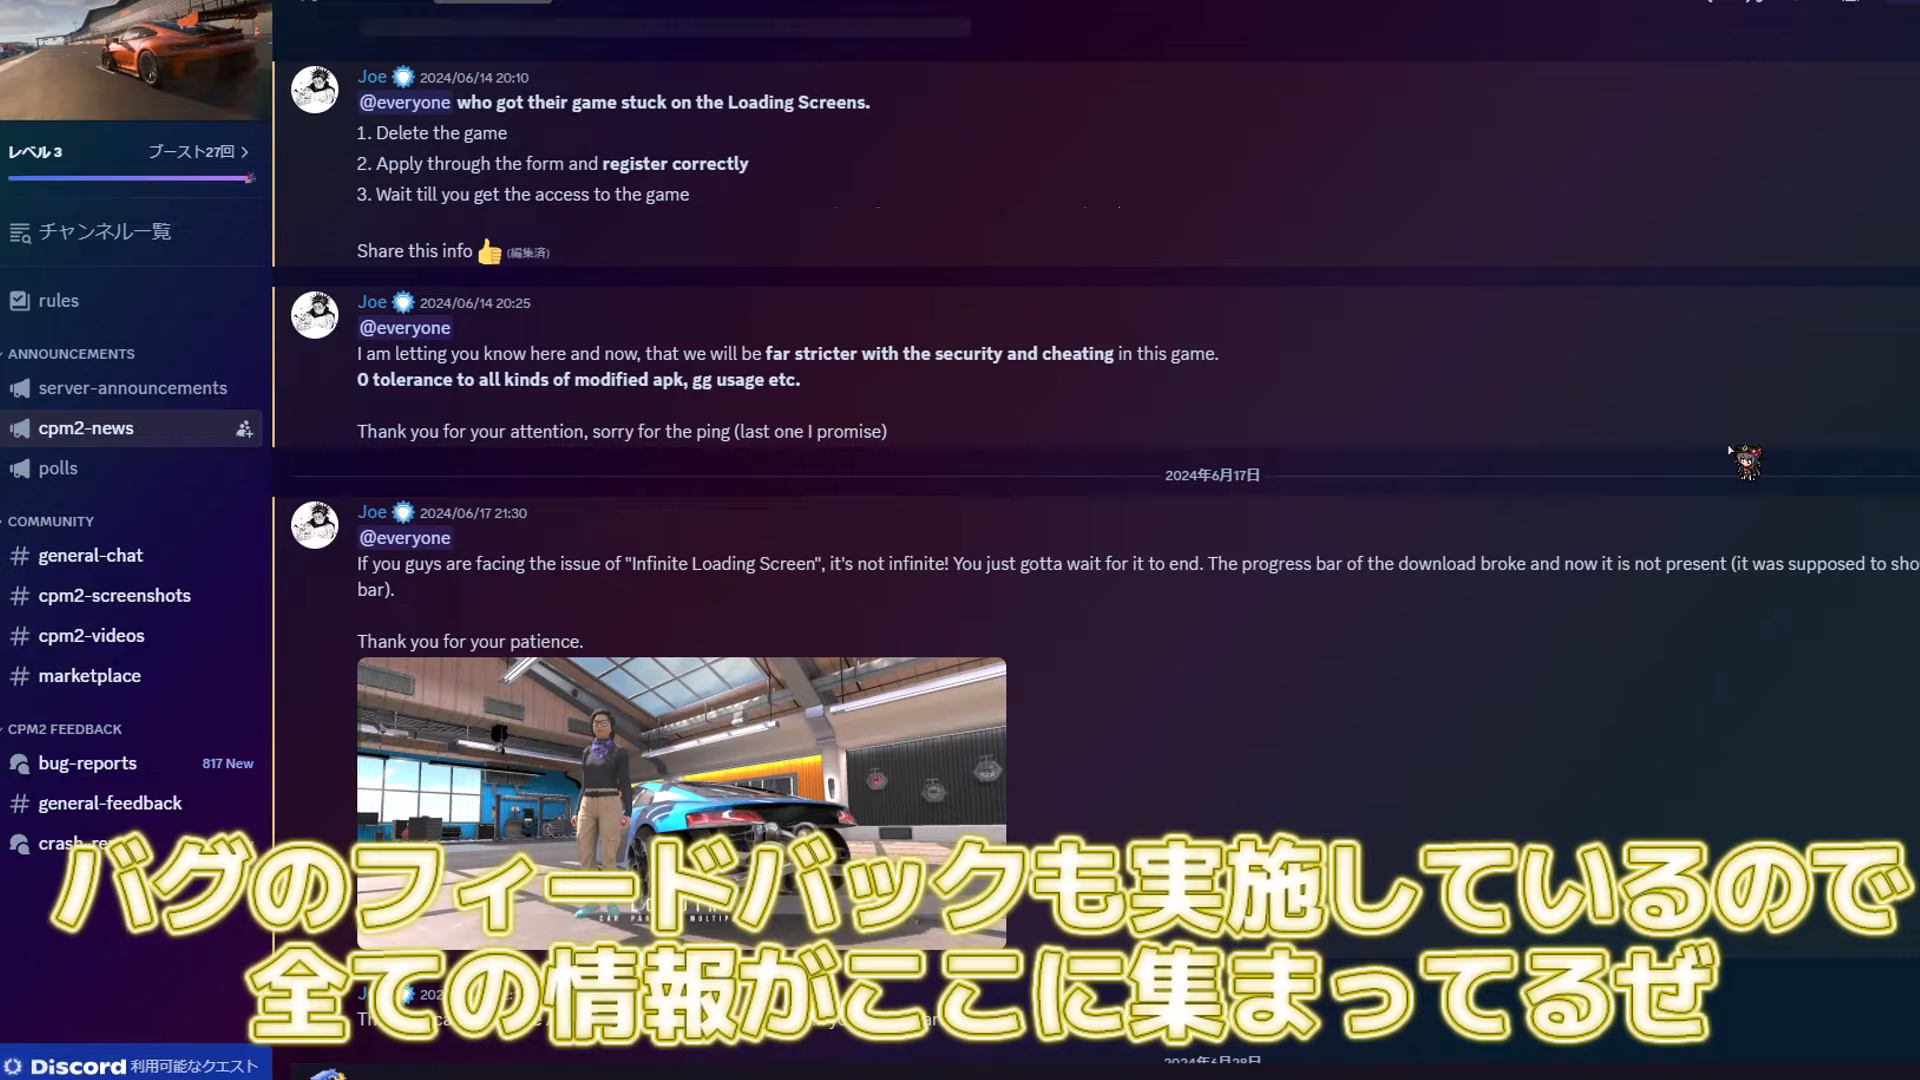 レベル 3
ブースト27回
チャンネル一覧
rules
ANNOUNCEMENTS
server-announcements
cpm2-news
polls
COMMUNITY
general-chat
cpm2-screenshots
cpm2-videos
marketplace
CPM2 FEEDBACK
bug-reports 817 New
general-feedback
Discord 利用可能なクエスト
Joe 2024/06/14 20:10
@everyone who got their game stuck on the Loading Screens.
1. Delete the game
2. Apply through the form and register correctly
3. Wait till you get the access to the game
Share this info 👍 (編集済)
Joe 2024/06/14 20:25
@everyone
I am letting you know here and now, that we will be far stricter with the security and cheating in this game.
0 tolerance to all kinds of modified apk, gg usage etc.
Thank you for your attention, sorry for the ping (last one I promise)
2024年6月17日
Joe 2024/06/17 21:30
@everyone
If you guys are facing the issue of "Infinite Loading Screen", it's not infinite! You just gotta wait for it to end. The progress bar of the download broke and now it is not present (it was supposed to sho
bar).
Thank you for your patience.
バグのフィードバックも実施しているので
全ての情報がここに集まってるぜ
2024年6月28日